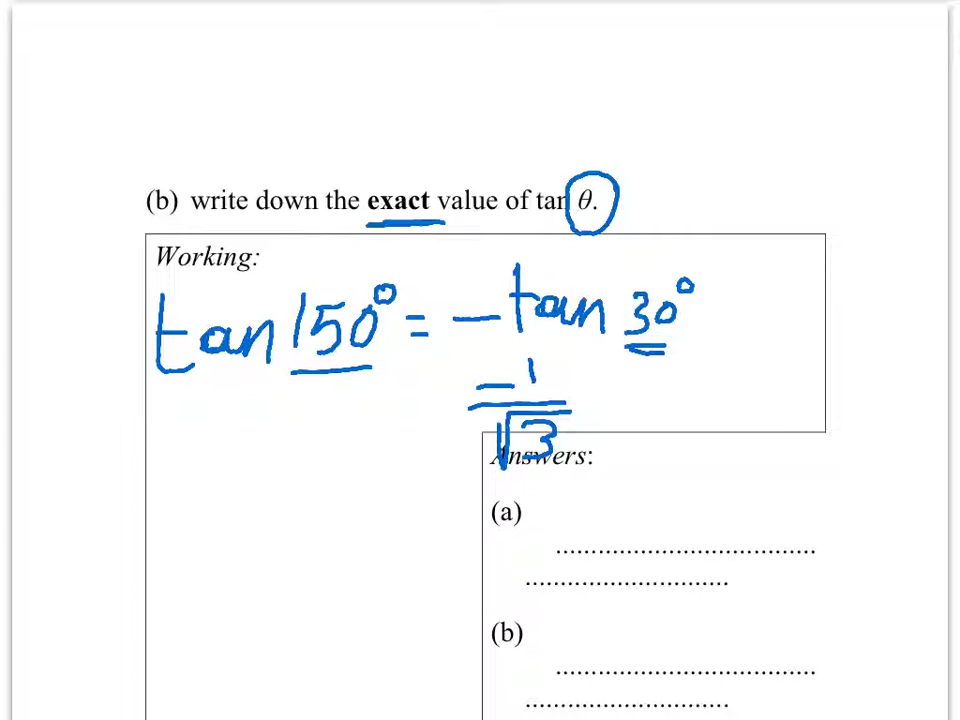 (b) write down the exact value of tan θ.
Working:
tan 150° = - tan 30°
-1
√3
Answers:
(a)
.....................................
.............................
(b)
.....................................
.............................